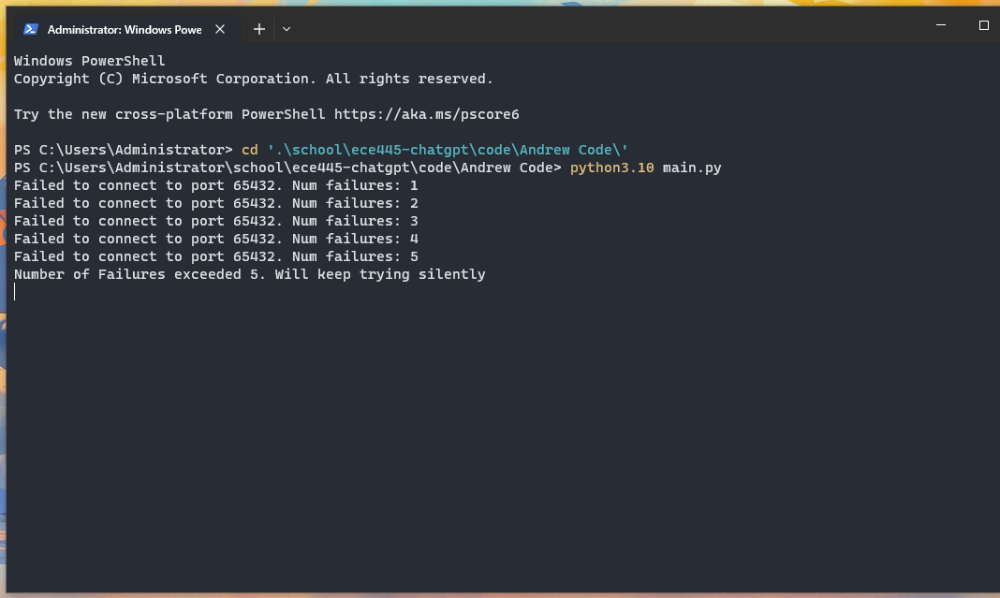 Administrator: Windows Powe
Windows PowerShell
Copyright (C) Microsoft Corporation. All rights reserved.
Try the new cross-platform PowerShell https://aka.ms/pscore6
PS C:\Users\Administrator> cd '.\school\ece445-chatgpt\code\Andrew Code\'
PS C:\Users\Administrator\school\ece445-chatgpt\code\Andrew Code> python3.10 main.py
Failed to connect to port 65432. Num failures: 1
Failed to connect to port 65432. Num failures: 2
Failed to connect to port 65432. Num failures: 3
Failed to connect to port 65432. Num failures: 4
Failed to connect to port 65432. Num failures: 5
Number of Failures exceeded 5. Will keep trying silently